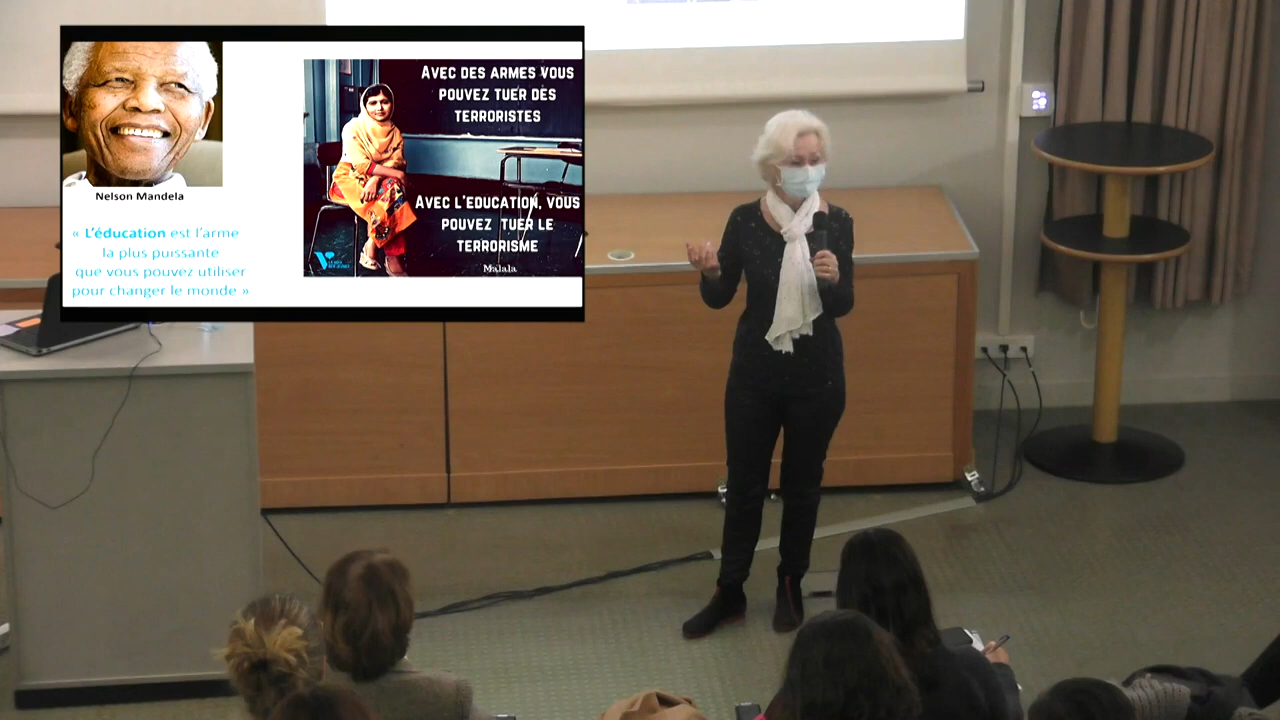 Nelson Mandela
« L'éducation est l'arme
la plus puissante
que vous pouvez utiliser
pour changer le monde »
AVEC DES ARMES VOUS
POUVEZ TUER DES
TERRORISTES
AVEC L'EDUCATION, VOUS
POUVEZ TUER LE
TERRORISME
Malala